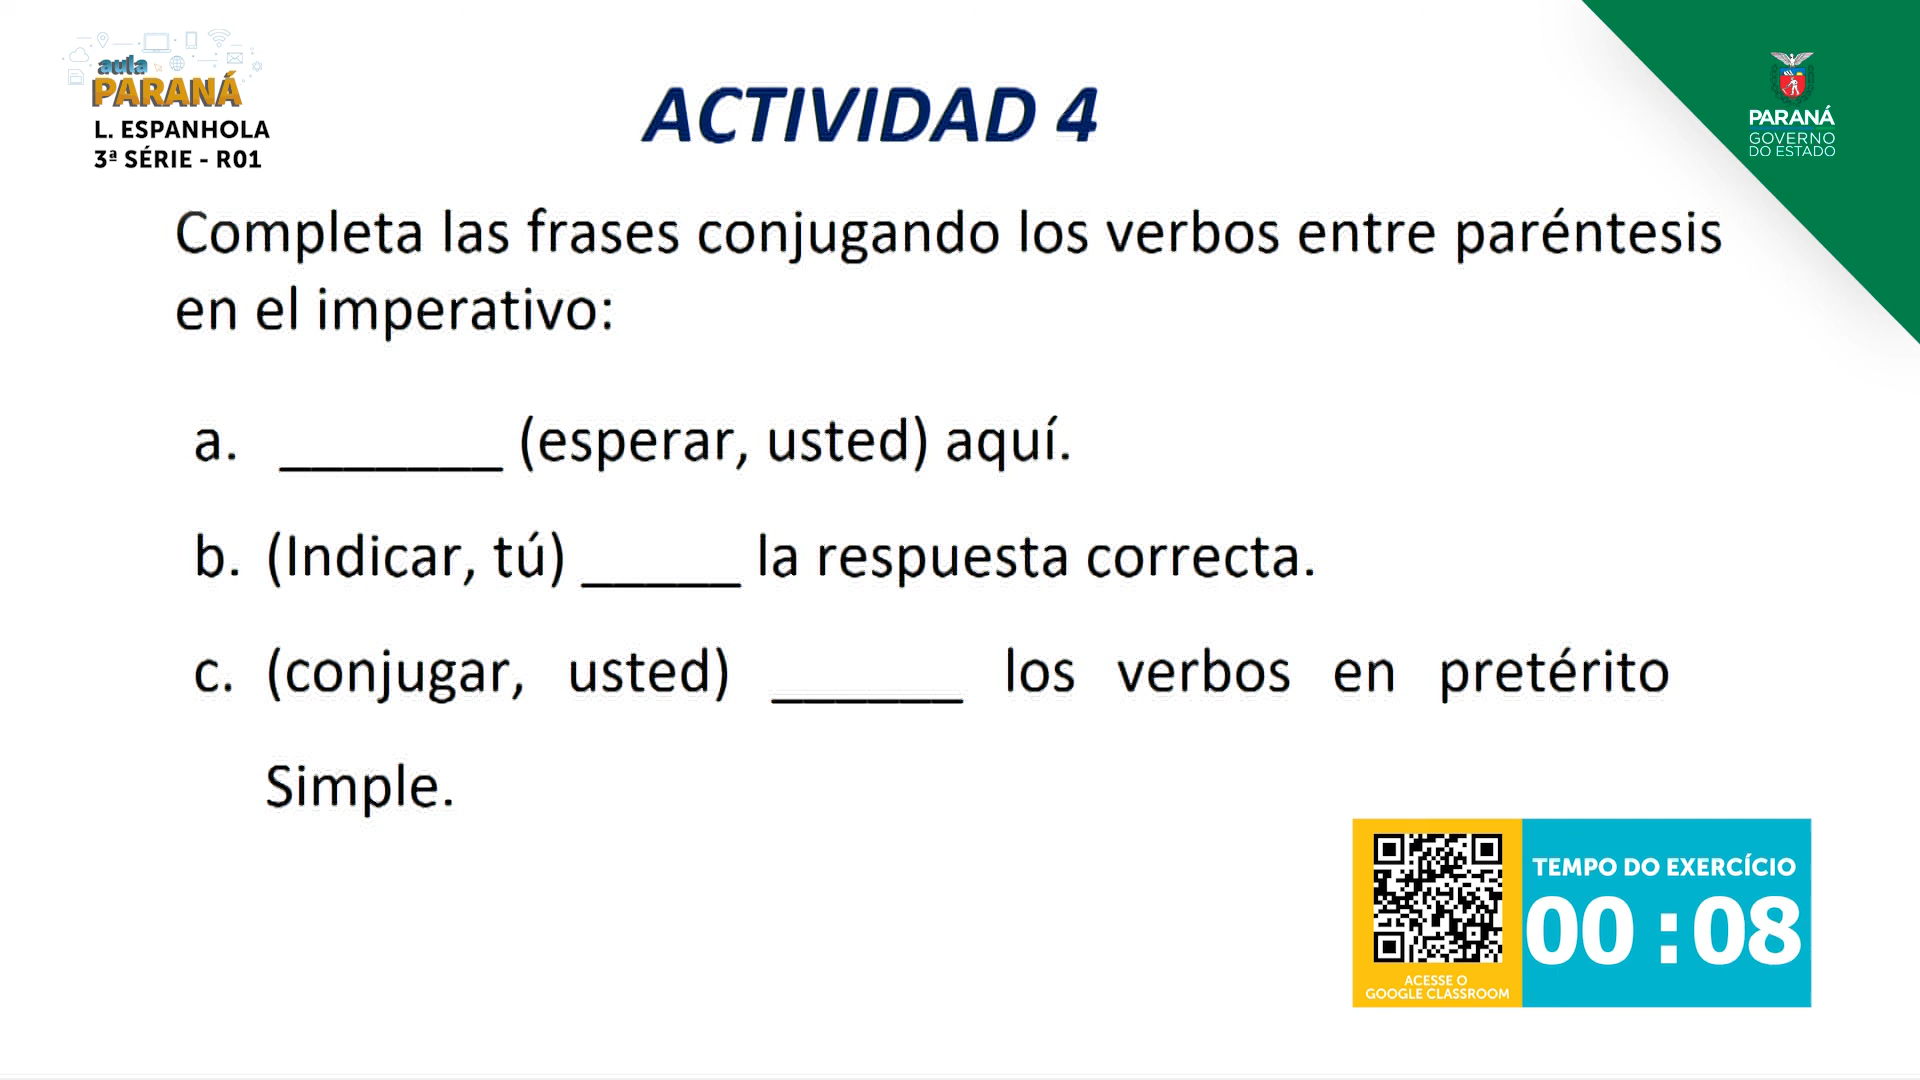 aula
PARANÁ
L. ESPANHOLA
3ª SÉRIE - R01
ACTIVIDAD 4
PARANÁ
GOVERNO
DO ESTADO
Completa las frases conjugando los verbos entre paréntesis
en el imperativo:
a. _______ (esperar, usted) aquí.
b. (Indicar, tú) _____ la respuesta correcta.
c. (conjugar, usted) ______ los verbos en pretérito
Simple.
TEMPO DO EXERCÍCIO
00 : 08
ACESSE O
GOOGLE CLASSROOM